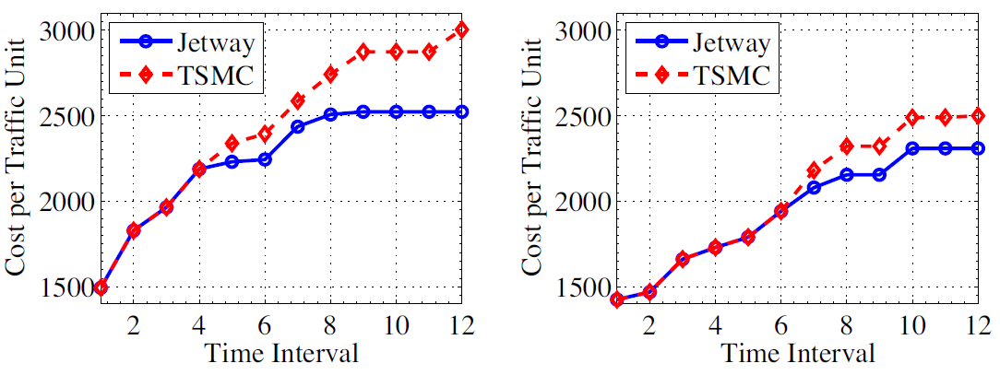 Cost per Traffic Unit
3000
2500
2000
1500
Jetway
TSMC
2 4 6 8 10 12
Time Interval
Cost per Traffic Unit
3000
2500
2000
1500
Jetway
TSMC
2 4 6 8 10 12
Time Interval